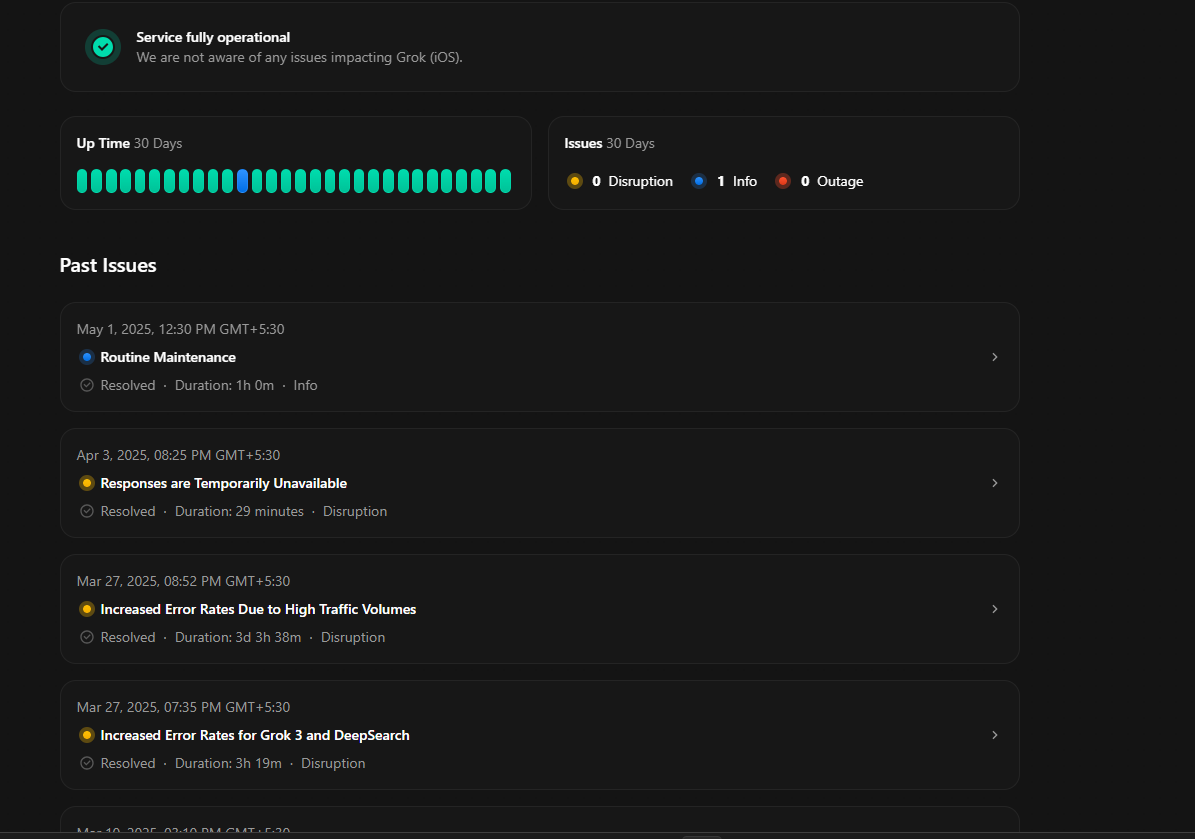 Service fully operational
We are not aware of any issues impacting Grok (iOS).
Up Time 30 Days
Issues 30 Days
0 Disruption 1 Info 0 Outage
Past Issues
May 1, 2025, 12:30 PM GMT+5:30
Routine Maintenance
Resolved · Duration: 1h 0m · Info
Apr 3, 2025, 08:25 PM GMT+5:30
Responses are Temporarily Unavailable
Resolved · Duration: 29 minutes · Disruption
Mar 27, 2025, 08:52 PM GMT+5:30
Increased Error Rates Due to High Traffic Volumes
Resolved · Duration: 3d 3h 38m · Disruption
Mar 27, 2025, 07:35 PM GMT+5:30
Increased Error Rates for Grok 3 and DeepSearch
Resolved · Duration: 3h 19m · Disruption